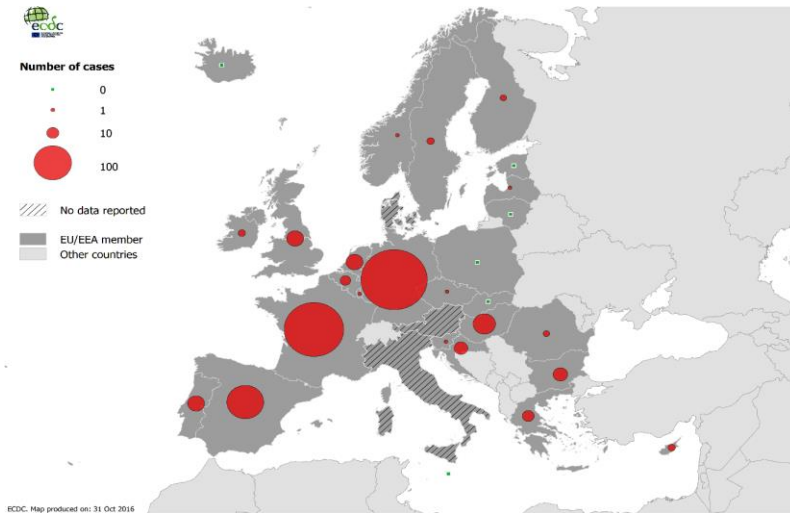 ecdc
Number of cases
0
1
10
100
No data reported
EU/EEA member
Other countries
ECDC. Map produced on: 31 Oct 2016